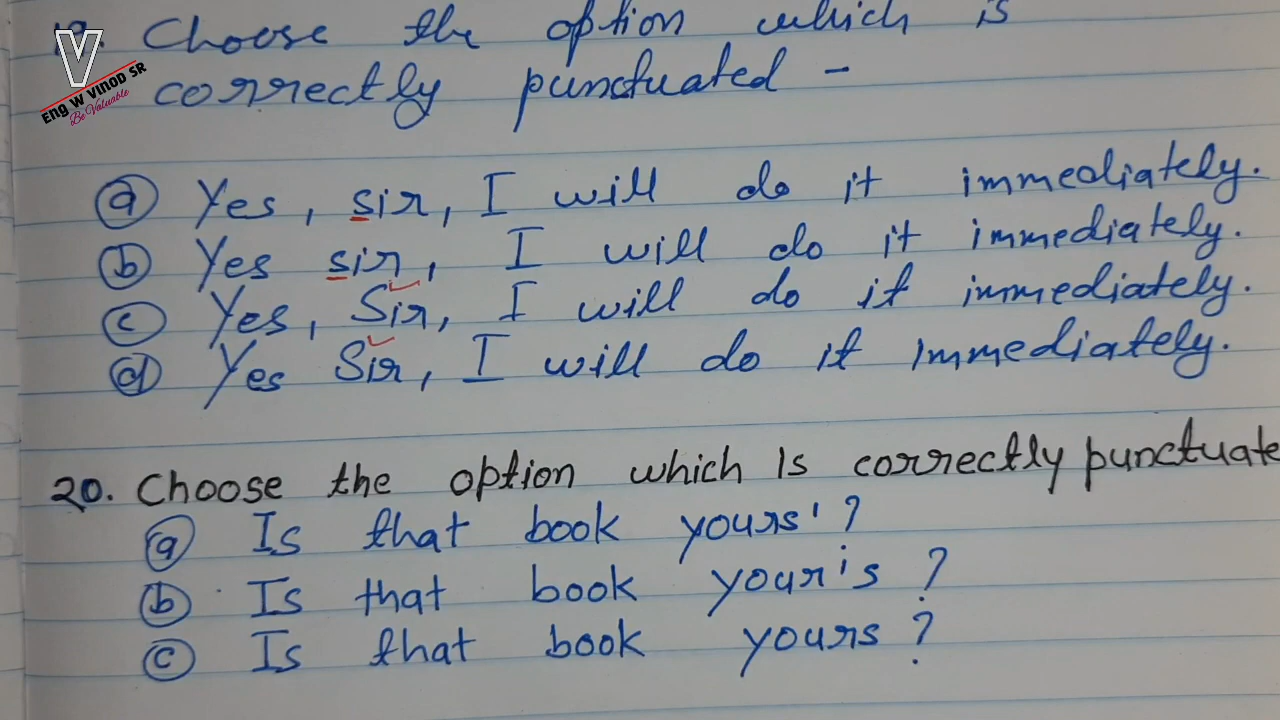 Choose the option which is
correctly punctuated -
V
Eng W VINOD SR
Be Valuable
(a) Yes, sir, I will do it immediately.
(b) Yes sir, I will do it immediately.
(c) Yes, Sir, I will do it immediately.
(d) Yes Sir, I will do it immediately.
20. Choose the option which is correctly punctuate
(a) Is that book yours'?
(b) Is that book your's?
(c) Is that book yours?